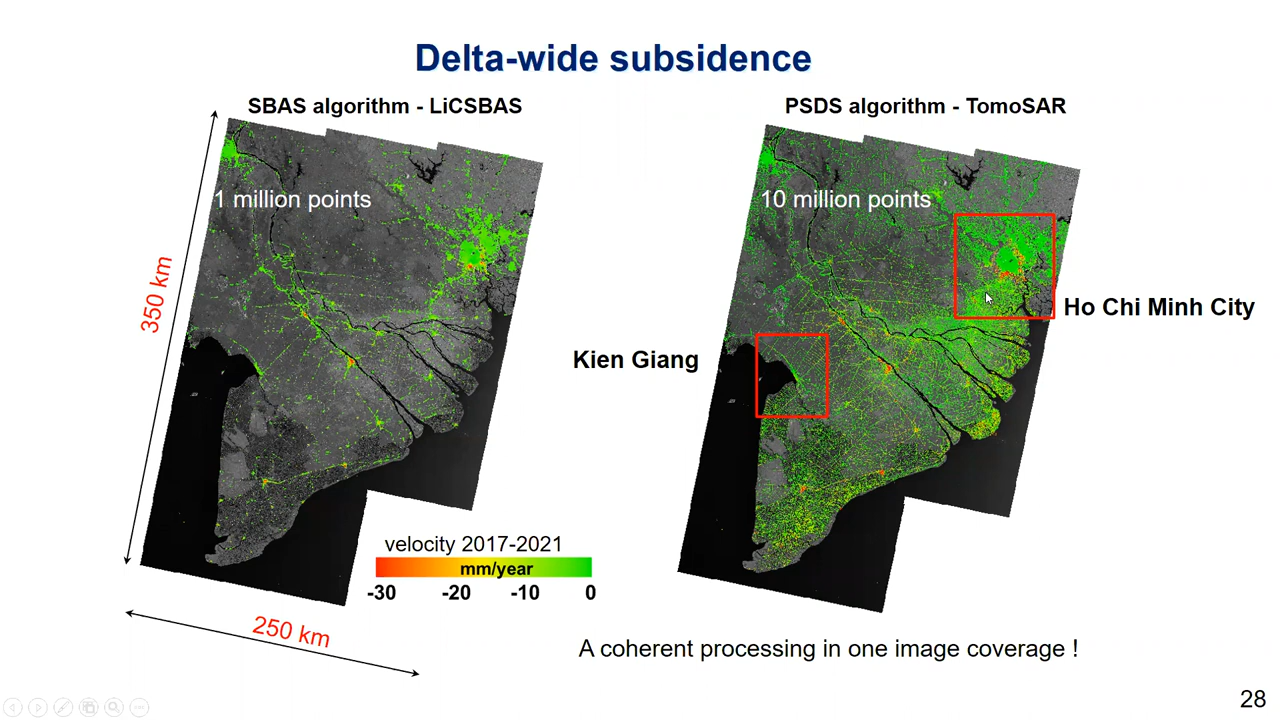 Delta-wide subsidence
SBAS algorithm - LiCSBAS
PSDS algorithm - TomoSAR
1 million points
10 million points
350 km
Kien Giang
Ho Chi Minh City
velocity 2017-2021
mm/year
-30 -20 -10 0
250 km
A coherent processing in one image coverage !
28